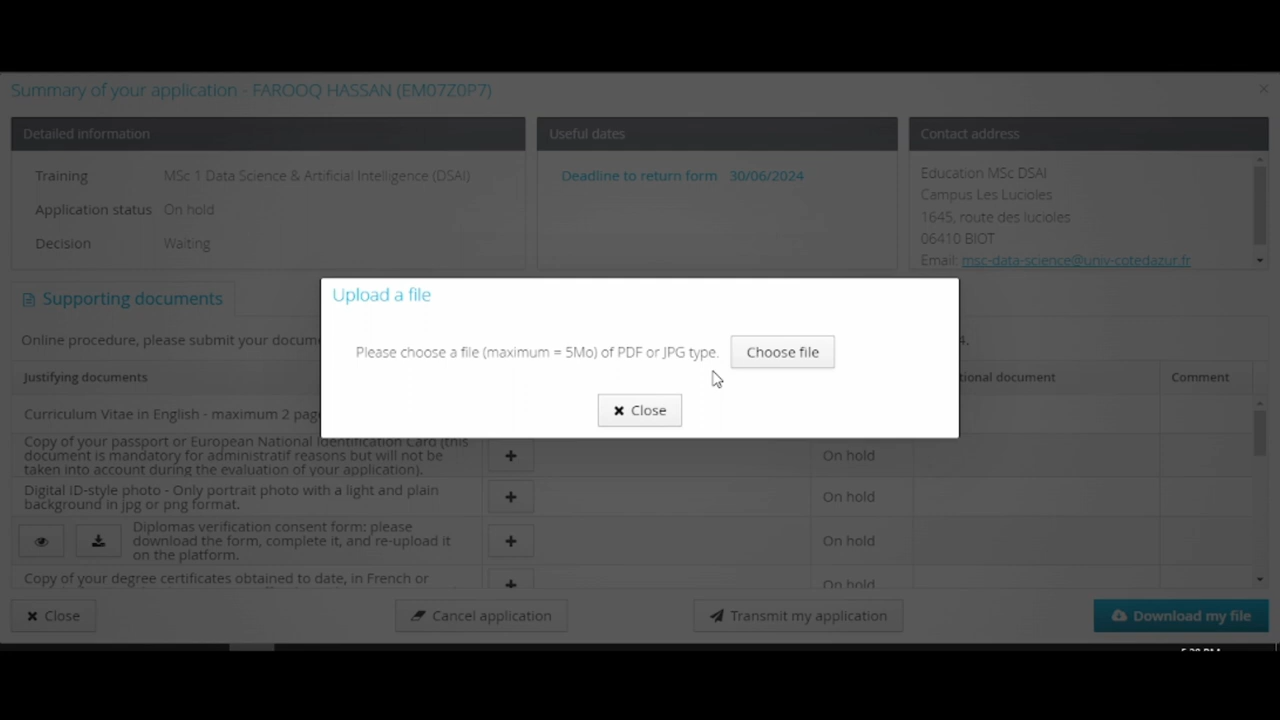 Summary of your application - FAROOQ HASSAN (EM07Z0P7)
Detailed information
Training MSc 1 Data Science & Artificial Intelligence (DSAI)
Application status On hold
Decision Waiting
Useful dates
Deadline to return form 30/06/2024
Contact address
Education MSc DSAI
Campus Les Lucioles
1645, route des lucioles
06410 BIOT
Email: msc-data-science@univ-cotedazur.fr
Supporting documents
Upload a file
Please choose a file (maximum = 5Mo) of PDF or JPG type. Choose file
Close
Online procedure, please submit your
Justifying documents
Comment
Curriculum Vitae in English - maximum 2
Copy of your passport or European National Identification Card (this
document is mandatory for administratif reasons but will not be
taken into account during the evaluation of your application).
On hold
Digital ID-style photo - Only portrait photo with a light and plain
background in jpg or png format.
On hold
Diplomas verification consent form; please
download the form, complete it, and re-upload it
on the platform.
On hold
Copy of your degree certificates obtained to date, in French or
On hold
Close
Cancel application
Transmit my application
Download my file